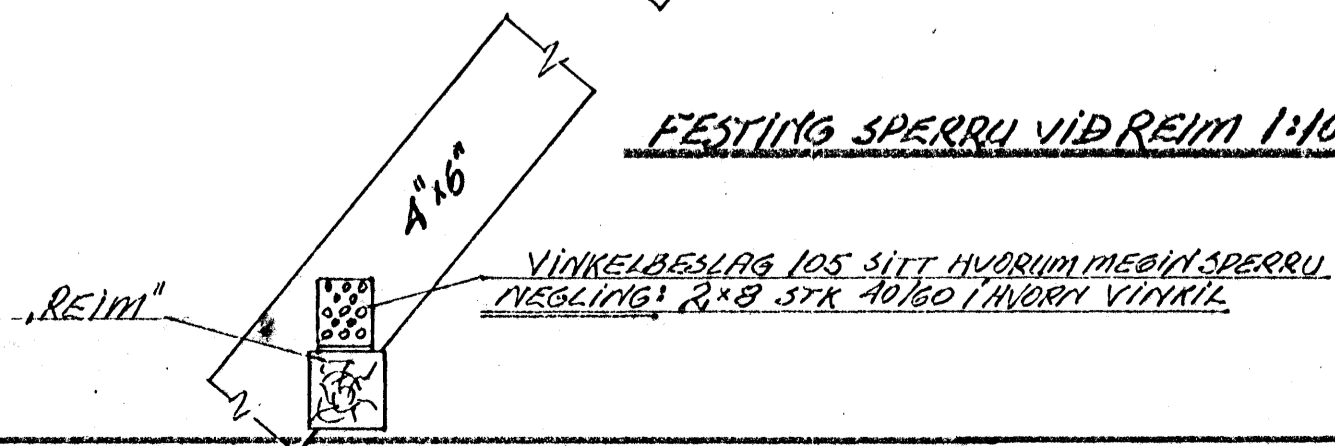 FESTING SPERRU VIÐ REIM 1:10
4"x6"
VINKELBESLAG 105 SITT HVORUM MEGIN SPERRU
NEGLING: 2x8 STK 40/60 Í HVORN VINKIL
„REIM"